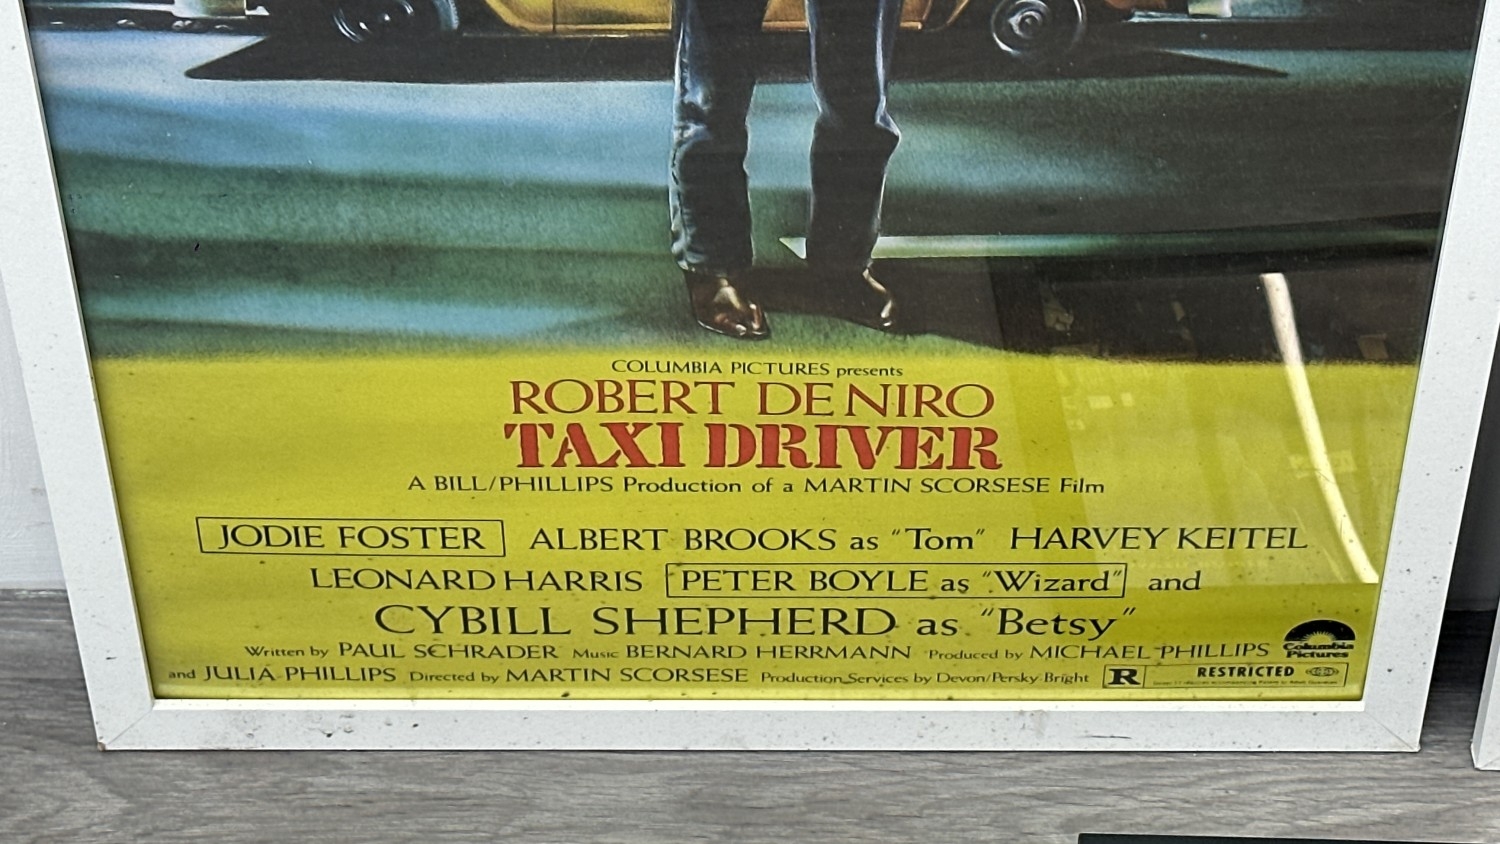 COLUMBIA PICTURES presents
ROBERT DE NIRO
TAXI DRIVER
A BILL/PHILLIPS Production of a MARTIN SCORSESE Film
JODIE FOSTER ALBERT BROOKS as "Tom" HARVEY KEITEL
LEONARD HARRIS PETER BOYLE as "Wizard" and
CYBILL SHEPHERD as "Betsy"
Written by PAUL SCHRADER Music BERNARD HERRMANN Produced by MICHAEL PHILLIPS
and JULIA PHILLIPS Directed by MARTIN SCORSESE Production Services by Devon/Persky Bright
Columbia
Pictures
R RESTRICTED